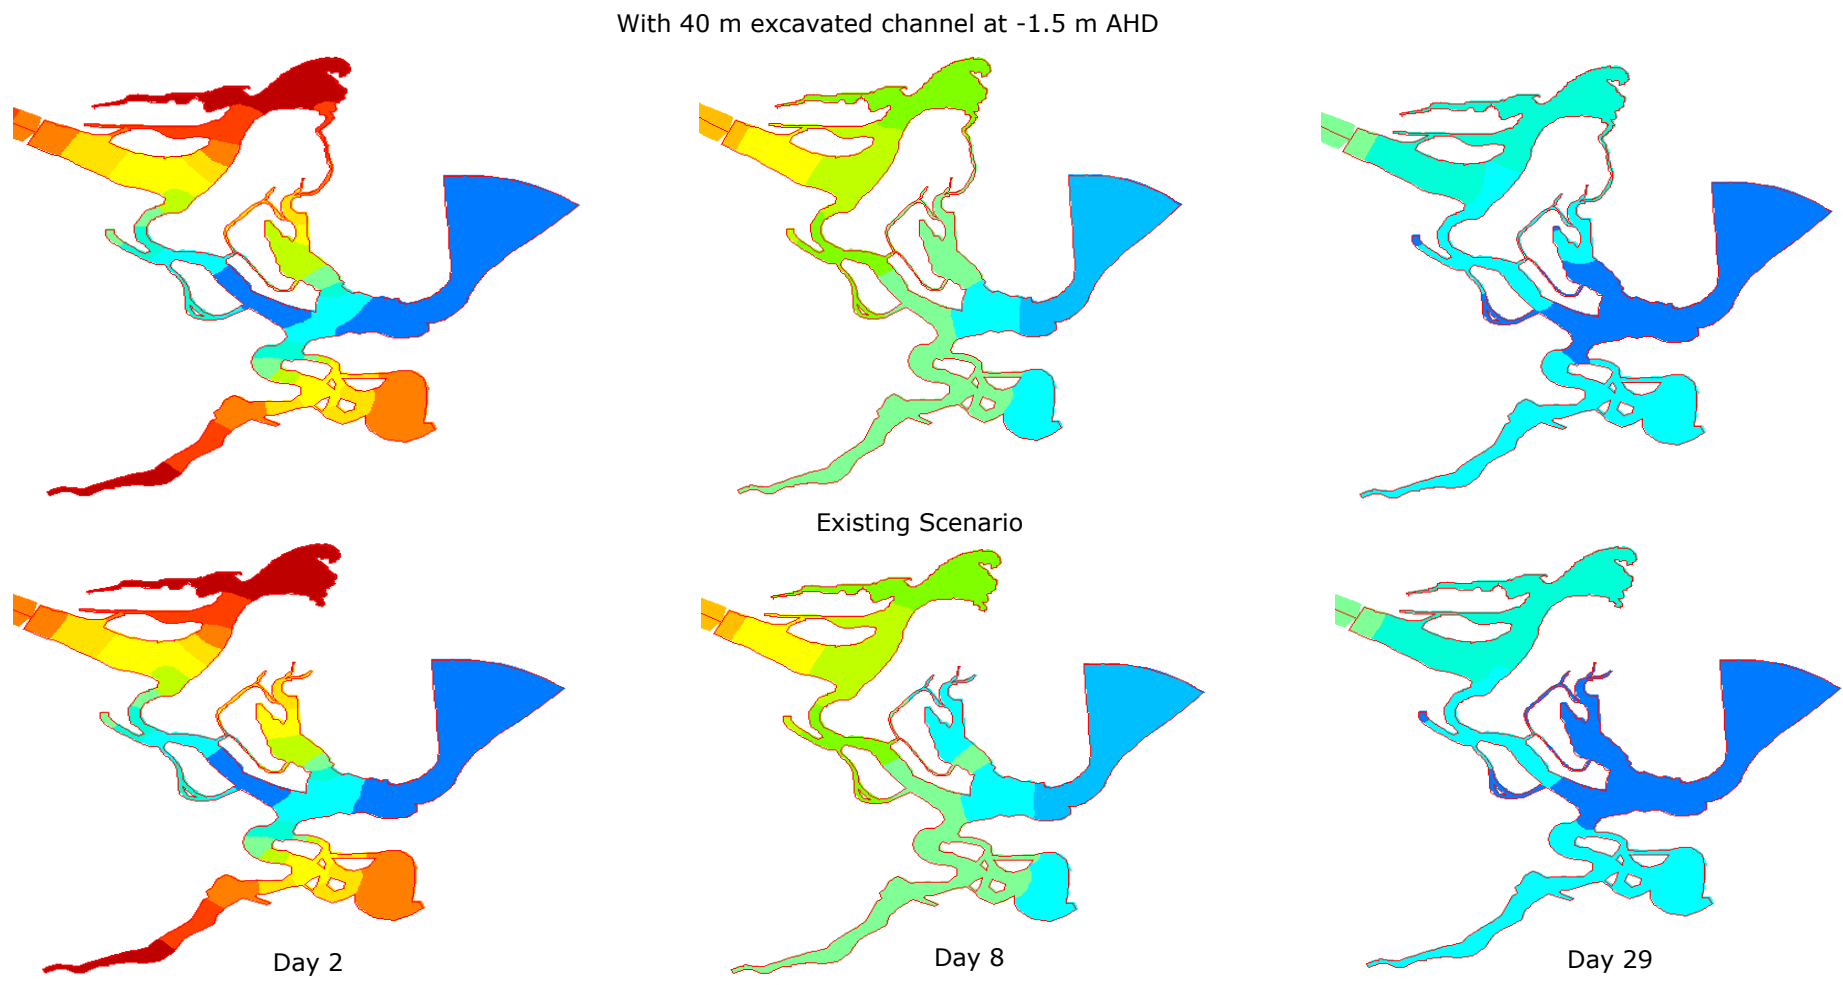 With 40 m excavated channel at -1.5 m AHD
Existing Scenario
Day 2
Day 8
Day 29